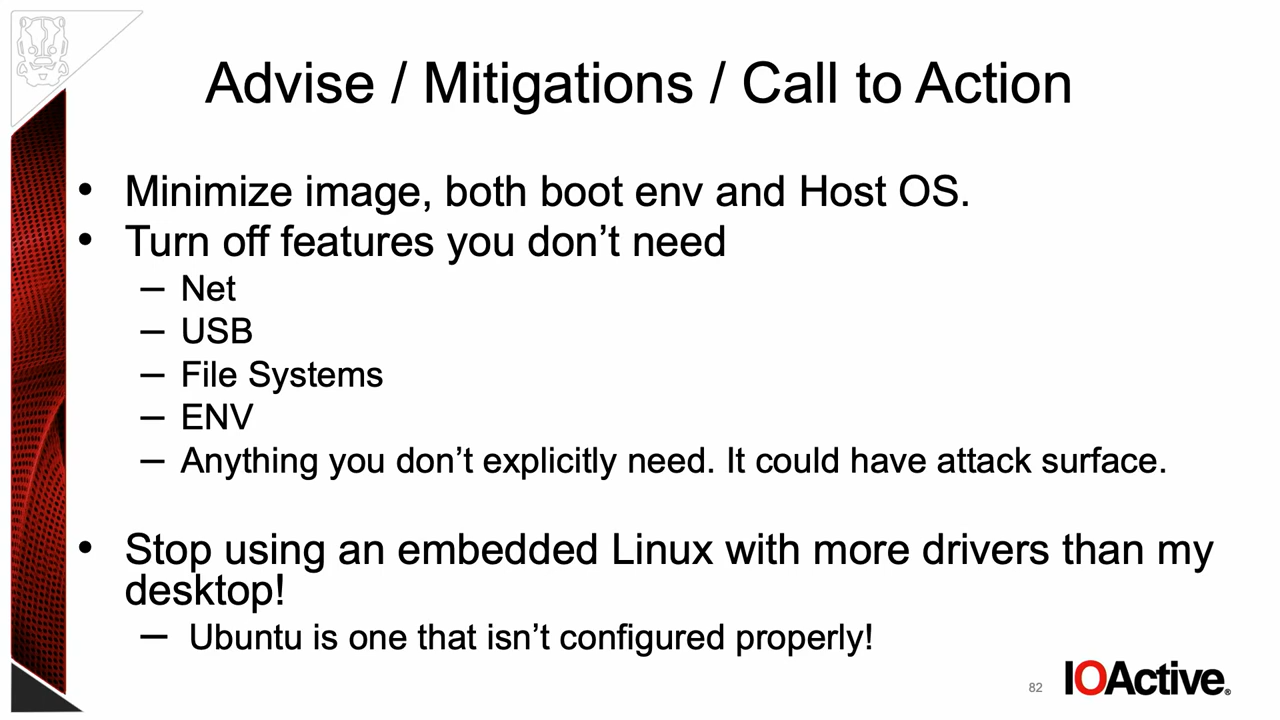 Advise / Mitigations / Call to Action
• Minimize image, both boot env and Host OS.
• Turn off features you don’t need
– Net
– USB
– File Systems
– ENV
– Anything you don’t explicitly need. It could have attack surface.
• Stop using an embedded Linux with more drivers than my
desktop!
– Ubuntu is one that isn’t configured properly!
82
IOActive®